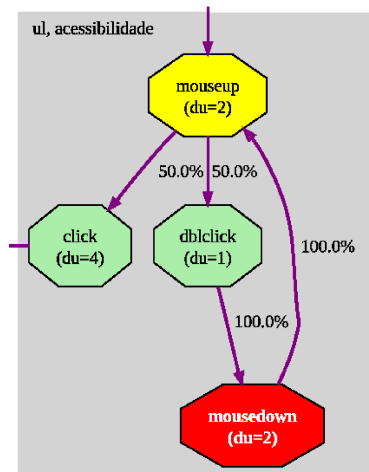 ul, acessibilidade
mouseup
(du=2)
50.0% 50.0%
click
(du=4)
dblclick
(du=1)
100.0%
100.0%
mousedown
(du=2)